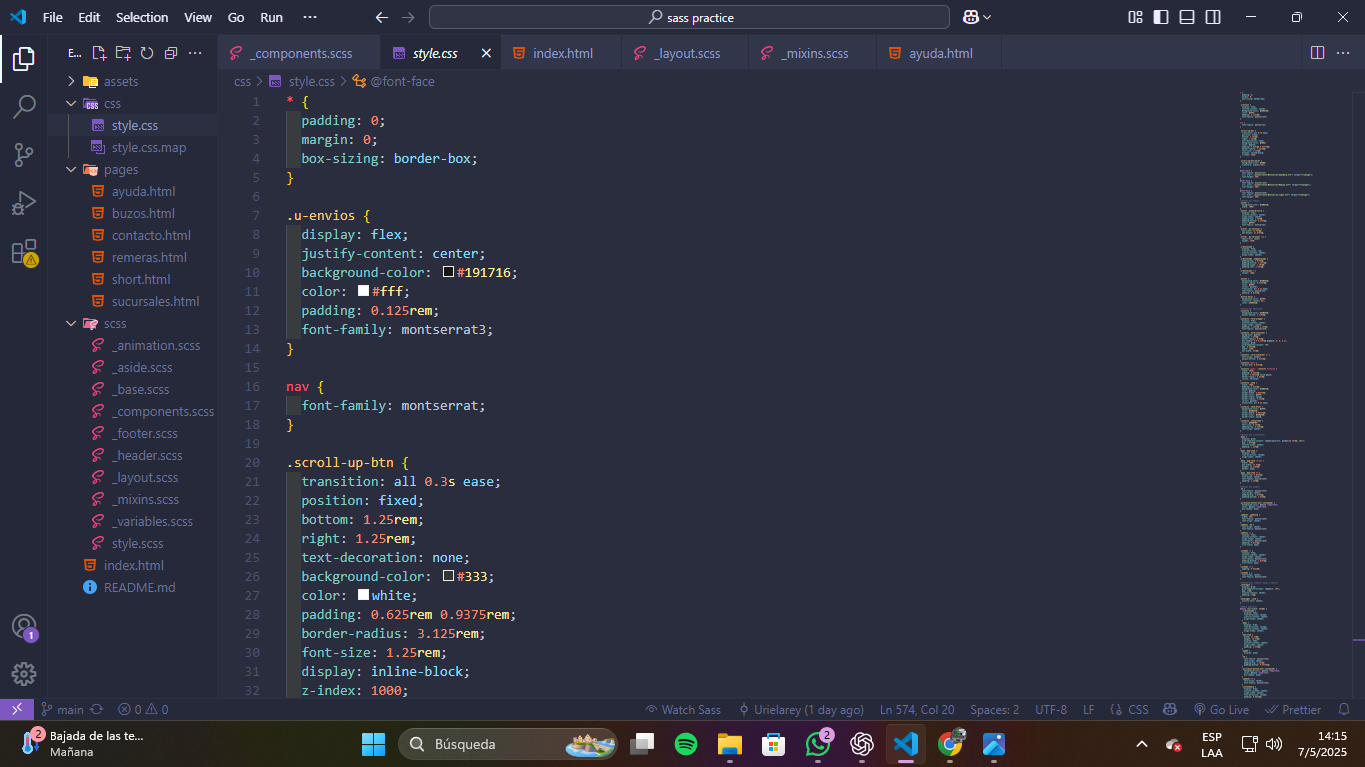 File Edit Selection View Go Run ···
sass practice
E... ···
_components.scss style.css index.html _layout.scss _mixins.scss ayuda.html ···
css > style.css > @font-face
assets
css
style.css
style.css.map
pages
ayuda.html
buzos.html
contacto.html
remeras.html
short.html
sucursales.html
scss
_animation.scss
_aside.scss
_base.scss
_components.scss
_footer.scss
_header.scss
_layout.scss
_mixins.scss
_variables.scss
style.scss
index.html
README.md
1 * {
2 padding: 0;
3 margin: 0;
4 box-sizing: border-box;
5 }
6
7 .u-envios {
8 display: flex;
9 justify-content: center;
10 background-color: #191716;
11 color: #fff;
12 padding: 0.125rem;
13 font-family: montserrat3;
14 }
15
16 nav {
17 font-family: montserrat;
18 }
19
20 .scroll-up-btn {
21 transition: all 0.3s ease;
22 position: fixed;
23 bottom: 1.25rem;
24 right: 1.25rem;
25 text-decoration: none;
26 background-color: #333;
27 color: white;
28 padding: 0.625rem 0.9375rem;
29 border-radius: 3.125rem;
30 font-size: 1.25rem;
31 display: inline-block;
32 z-index: 1000;
1
main 0 0 Watch Sass Urielarey (1 day ago) Ln 574, Col 20 Spaces: 2 UTF-8 LF CSS Go Live Prettier
2 Bajada de las te...
Mañana
Búsqueda
2
ESP
LAA
14:15
7/5/2025